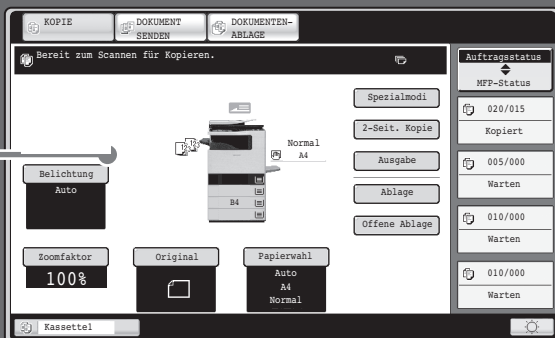 KOPIE
DOKUMENT
SENDEN
DOKUMENTEN-
ABLAGE
Bereit zum Scannen für Kopieren.
Auftragsstatus
MFP-Status
Spezialmodi
2-Seit. Kopie
Ausgabe
Ablage
Offene Ablage
Normal
A4
B4
Belichtung
Auto
Zoomfaktor
100%
Original
Papierwahl
Auto
A4
Normal
020/015
Kopiert
005/000
Warten
010/000
Warten
010/000
Warten
Kassettel